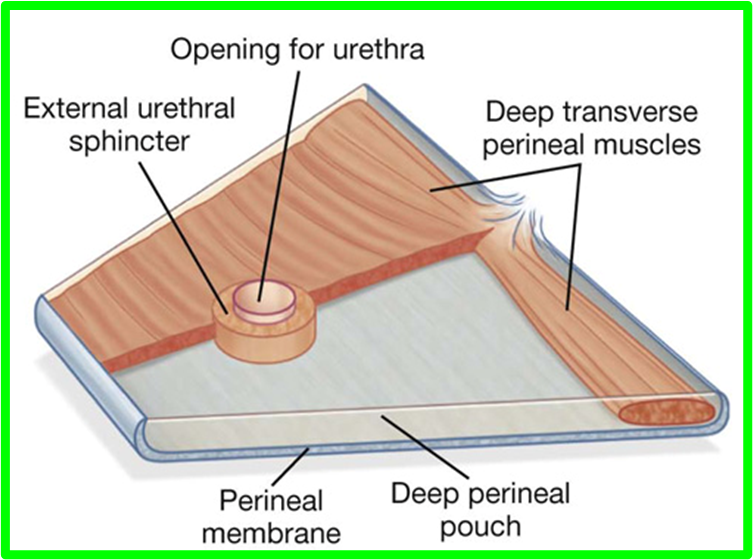 Opening for urethra
External urethral
sphincter
Deep transverse
perineal muscles
Perineal
membrane
Deep perineal
pouch